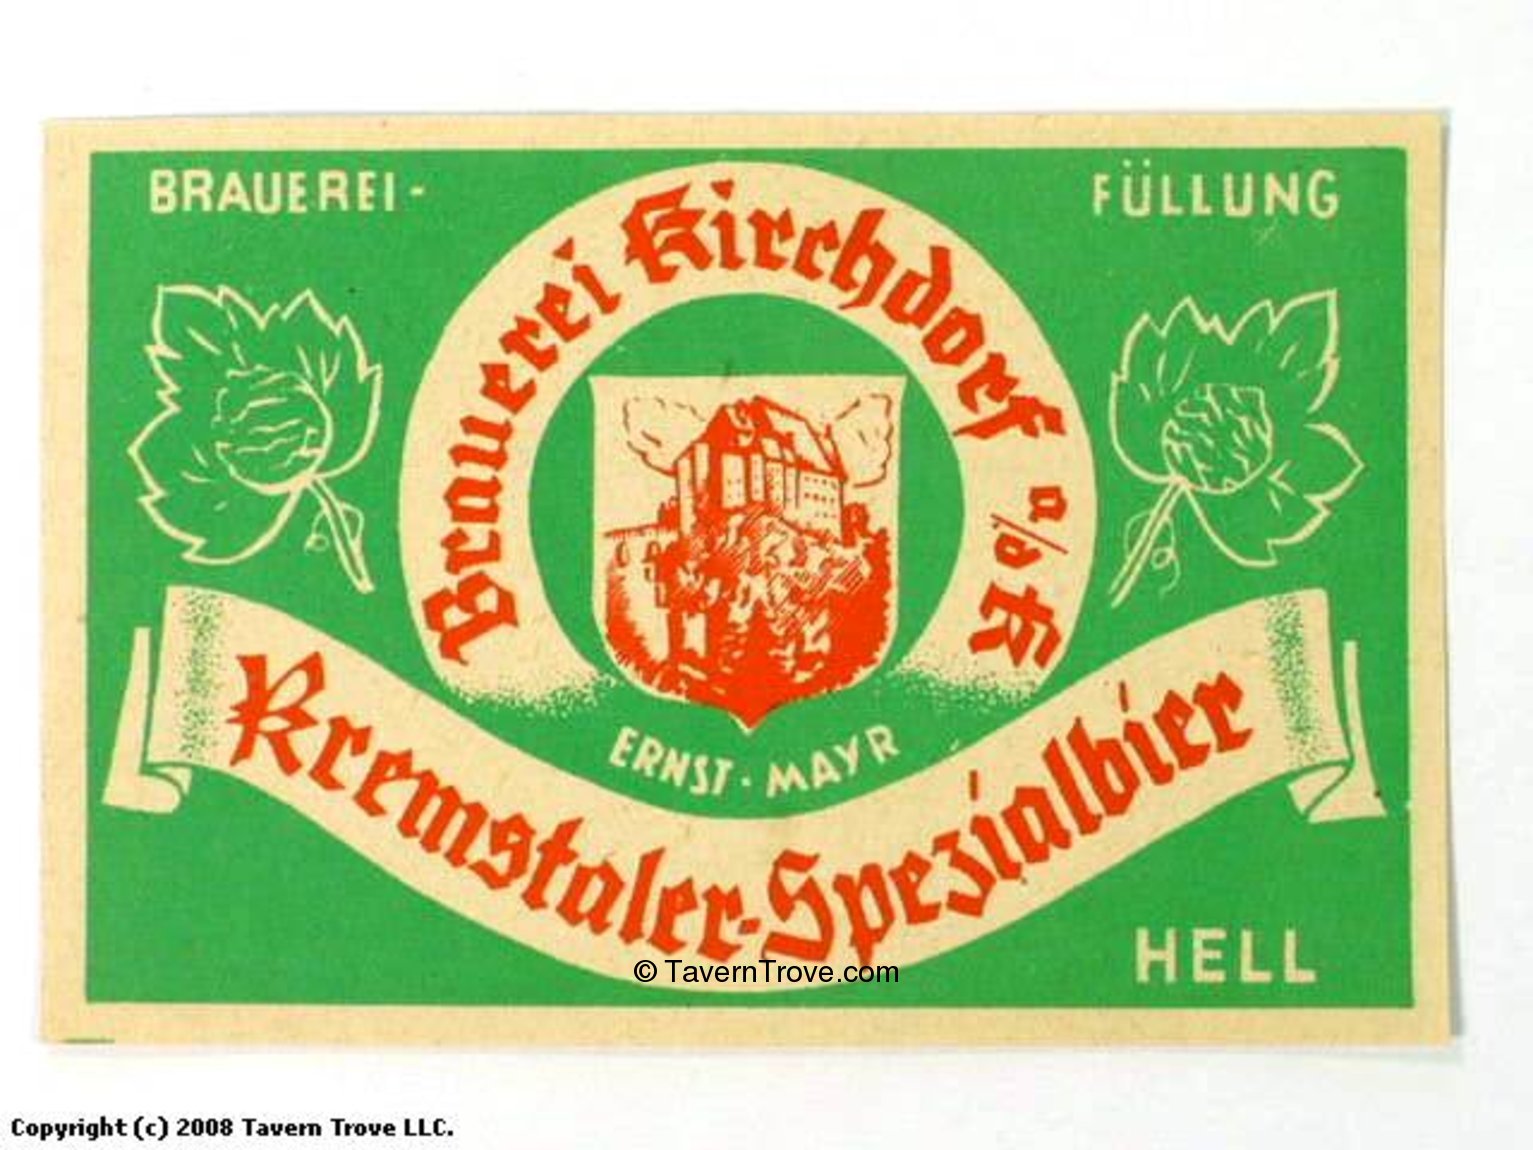 BRAUEREI-
FÜLLUNG
Brauerei Kirchdorf a/d K
ERNST · MAYR
Kremstaler-Spezialbier
HELL
© TavernTrove.com
Copyright (c) 2008 Tavern Trove LLC.